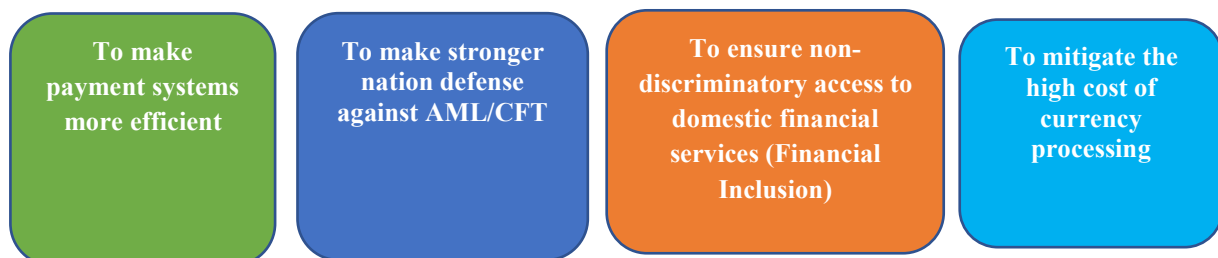 To make
payment systems
more efficient
To make stronger
nation defense
against AML/CFT
To ensure non-
discriminatory access to
domestic financial
services (Financial
Inclusion)
To mitigate the
high cost of
currency
processing